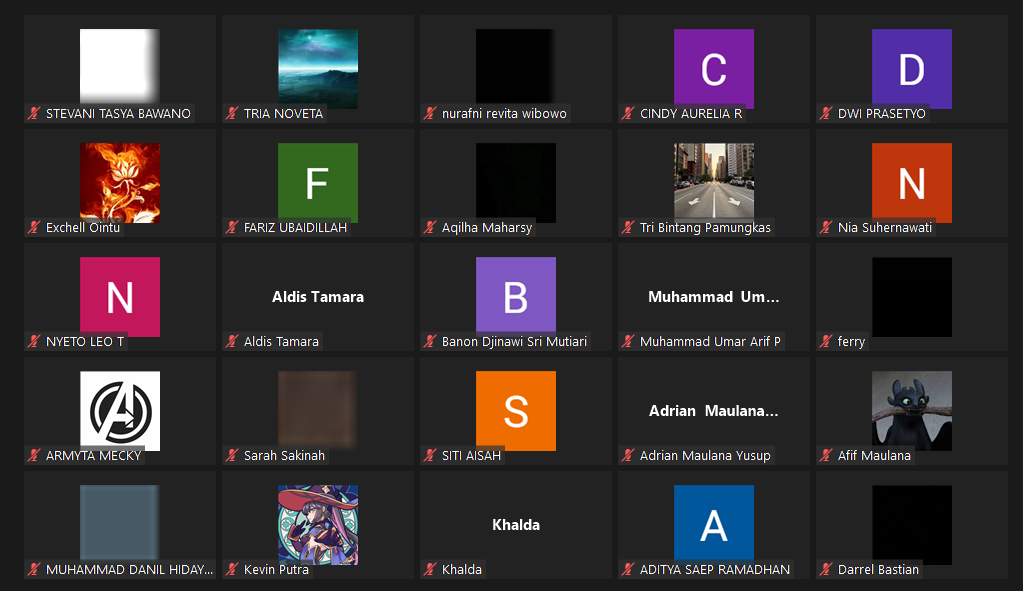 STEVANI TASYA BAWANO
TRIA NOVETA
nurafni revita wibowo
C
CINDY AURELIA R
D
DWI PRASETYO
Exchell Ointu
F
FARIZ UBAIDILLAH
Aqilha Maharsy
Tri Bintang Pamungkas
N
Nia Suhernawati
N
NYETO LEO T
Aldis Tamara
Aldis Tamara
B
Banon Djinawi Sri Mutiari
Muhammad Um...
Muhammad Umar Arif P
ferry
A
ARMYTA MECKY
Sarah Sakinah
S
SITI AISAH
Adrian Maulana...
Adrian Maulana Yusup
Afif Maulana
MUHAMMAD DANIL HIDAY...
Kevin Putra
Khalda
Khalda
A
ADITYA SAEP RAMADHAN
Darrel Bastian